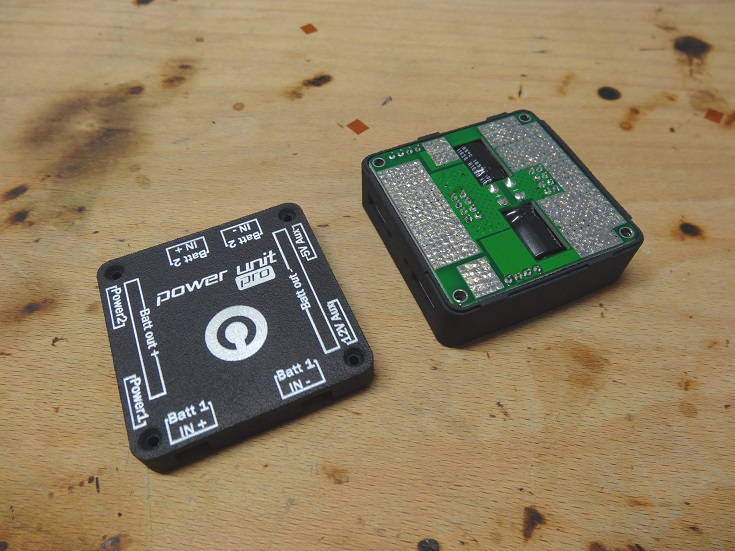 Batt 2
IN -
Batt 2
IN +
5V Aux
power unit
pro
Power2
Batt out +
Batt out -
12V Aux
Power1
Batt 1
IN +
Batt 1
IN -